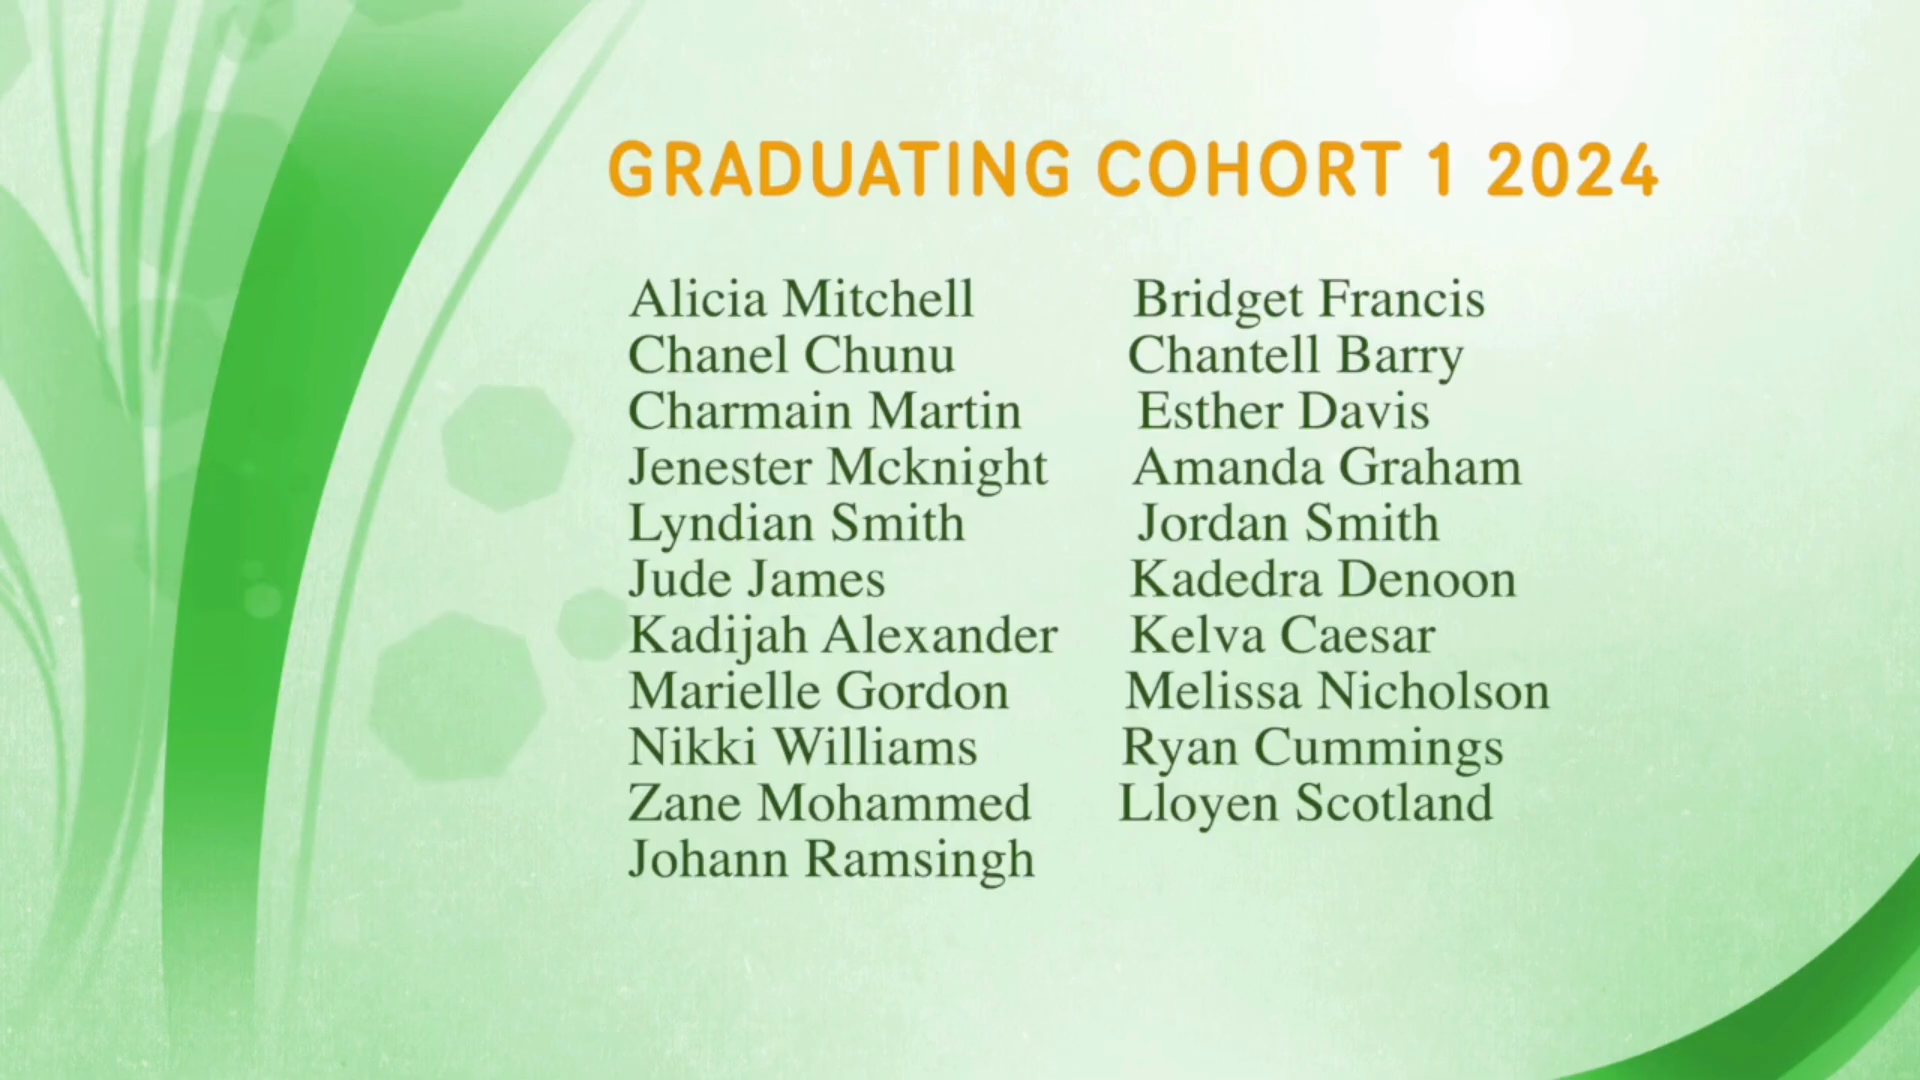 GRADUATING COHORT 1 2024
Alicia Mitchell Bridget Francis
Chanel Chunu Chantell Barry
Charmain Martin Esther Davis
Jenester Mcknight Amanda Graham
Lyndian Smith Jordan Smith
Jude James Kadedra Denoon
Kadijah Alexander Kelva Caesar
Marielle Gordon Melissa Nicholson
Nikki Williams Ryan Cummings
Zane Mohammed Lloyen Scotland
Johann Ramsingh